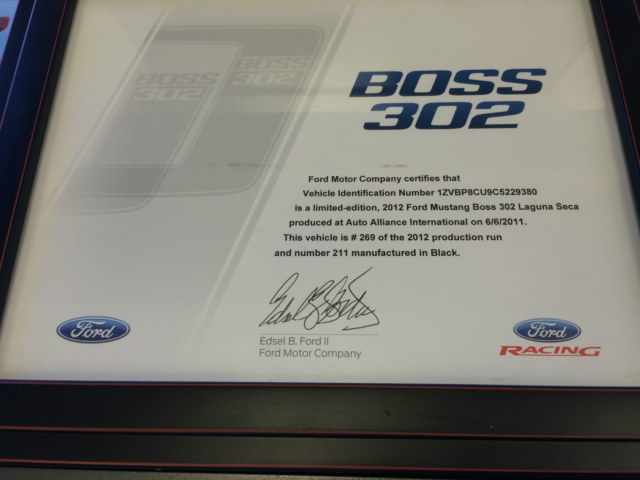 BOSS
302
BOSS
302
BOSS
302
Ford Motor Company certifies that
Vehicle Identification Number 1ZVBP8CU9C5229380
is a limited-edition, 2012 Ford Mustang Boss 302 Laguna Seca
produced at Auto Alliance International on 6/6/2011.
This vehicle is # 269 of the 2012 production run
and number 211 manufactured in Black.
Edsel B. Ford II
Ford Motor Company
Ford
Ford
RACING